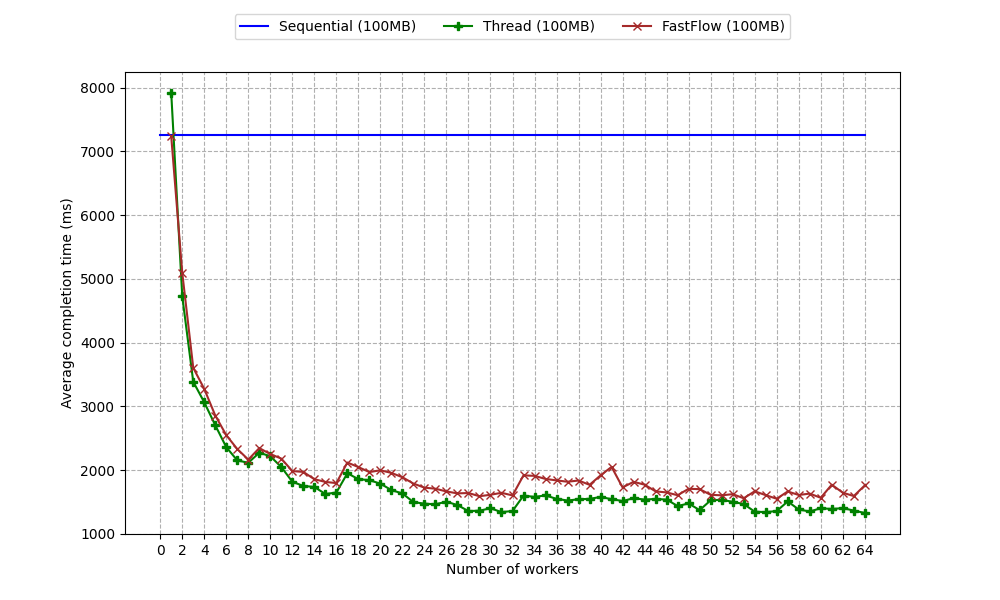 Sequential (100MB) Thread (100MB) FastFlow (100MB)
8000
7000
6000
5000
4000
3000
2000
1000
Average completion time (ms)
0 2 4 6 8 10 12 14 16 18 20 22 24 26 28 30 32 34 36 38 40 42 44 46 48 50 52 54 56 58 60 62 64
Number of workers